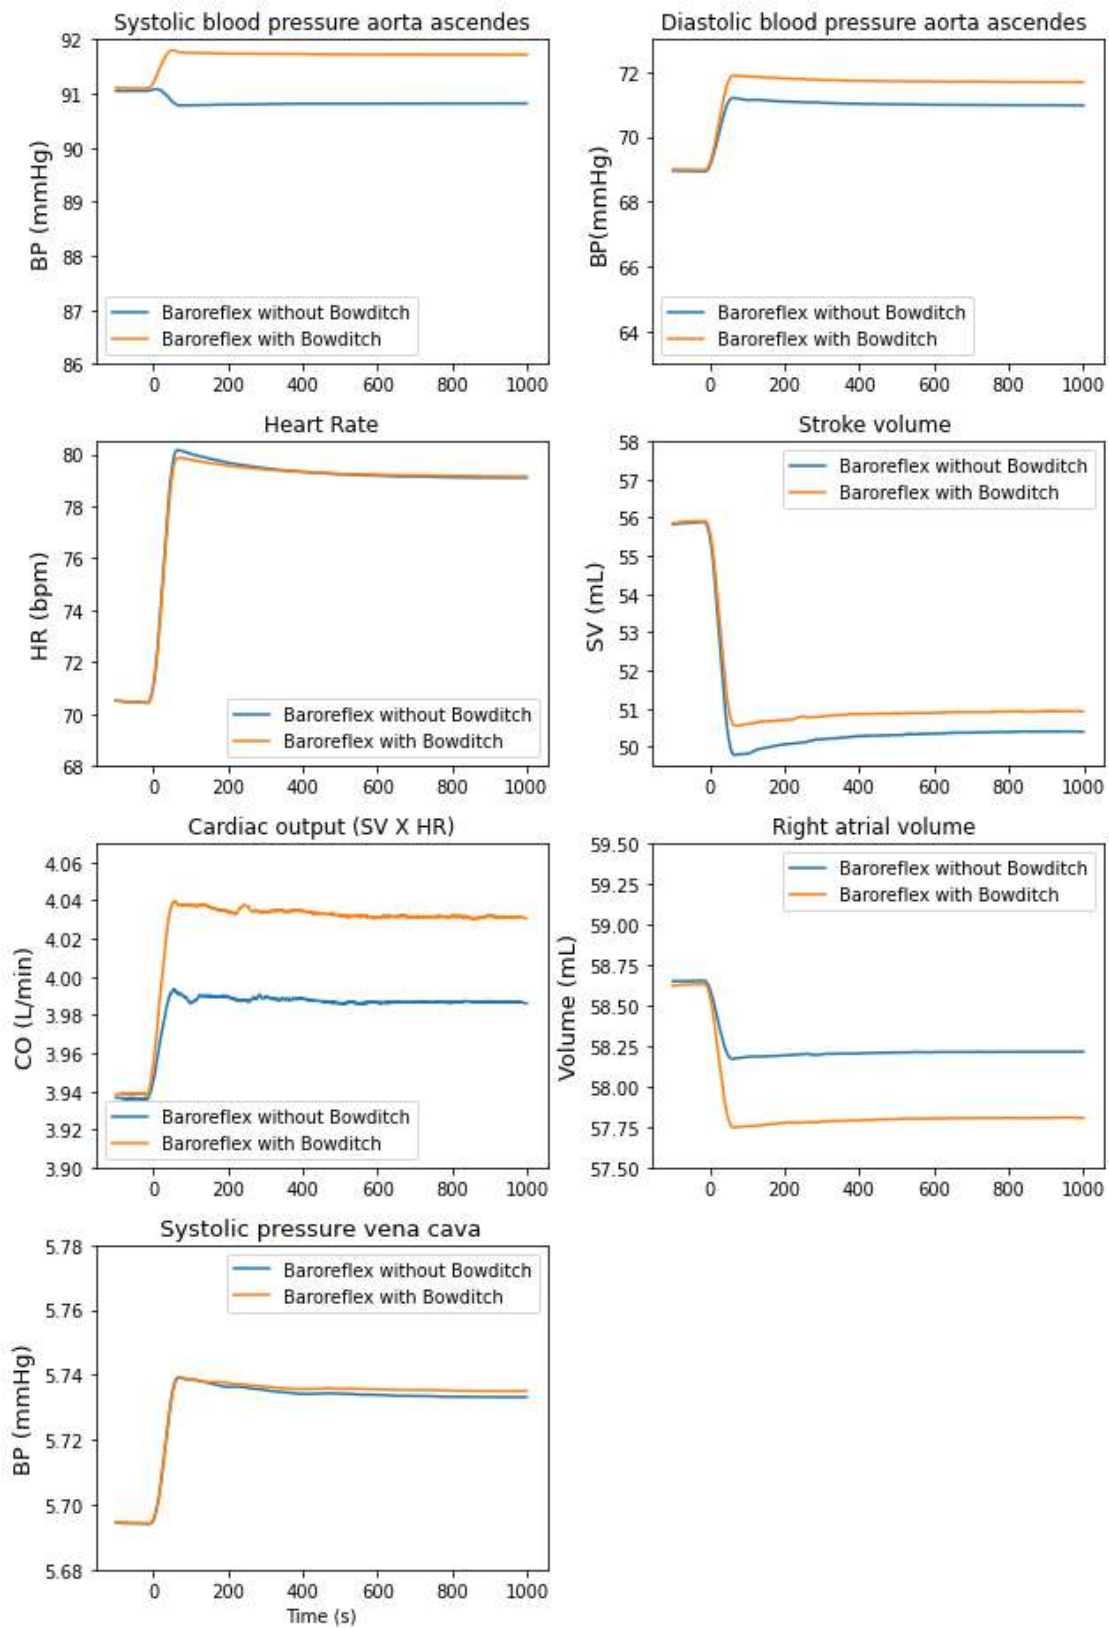 Systolic blood pressure aorta ascendes
92
91
90
89
88
87
86
BP (mmHg)
Baroreflex without Bowditch
Baroreflex with Bowditch
0 200 400 600 800 1000
Diastolic blood pressure aorta ascendes
72
70
68
66
64
BP(mmHg)
Baroreflex without Bowditch
Baroreflex with Bowditch
0 200 400 600 800 1000
Heart Rate
80
78
76
74
72
70
68
HR (bpm)
Baroreflex without Bowditch
Baroreflex with Bowditch
0 200 400 600 800 1000
Stroke volume
58
57
56
55
54
53
52
51
50
SV (mL)
Baroreflex without Bowditch
Baroreflex with Bowditch
0 200 400 600 800 1000
Cardiac output (SV X HR)
4.06
4.04
4.02
4.00
3.98
3.96
3.94
3.92
3.90
CO (L/min)
Baroreflex without Bowditch
Baroreflex with Bowditch
0 200 400 600 800 1000
Right atrial volume
59.50
59.25
59.00
58.75
58.50
58.25
58.00
57.75
57.50
Volume (mL)
Baroreflex without Bowditch
Baroreflex with Bowditch
0 200 400 600 800 1000
Systolic pressure vena cava
5.78
5.76
5.74
5.72
5.70
5.68
BP (mmHg)
Baroreflex without Bowditch
Baroreflex with Bowditch
0 200 400 600 800 1000
Time (s)